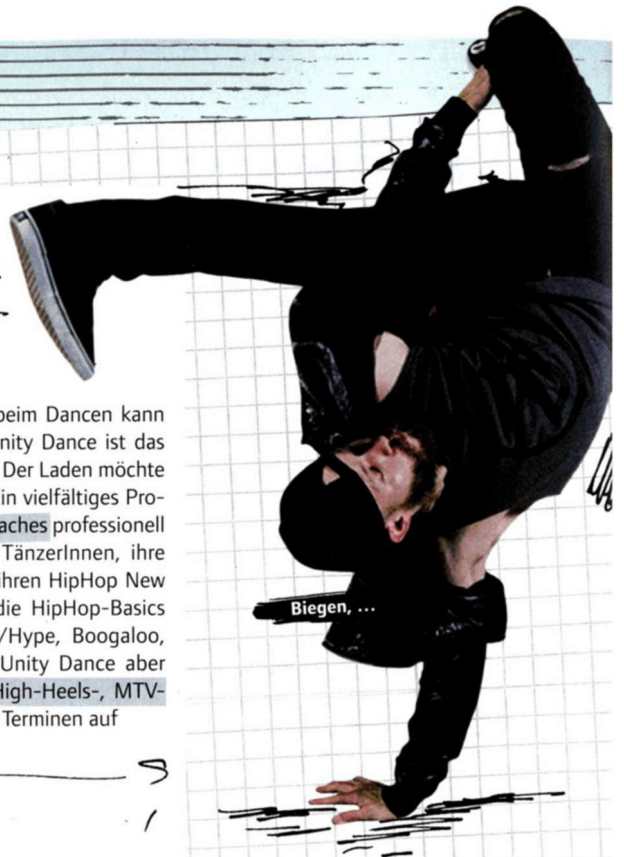 beim Dancen kann
nity Dance ist das
Der Laden möchte
in vielfältiges Pro-
aches professionell
TänzerInnen, ihre
ihren HipHop New
die HipHop-Basics
/Hype, Boogaloo,
Unity Dance aber
High-Heels-, MTV-
Terminen auf
Biegen, ...